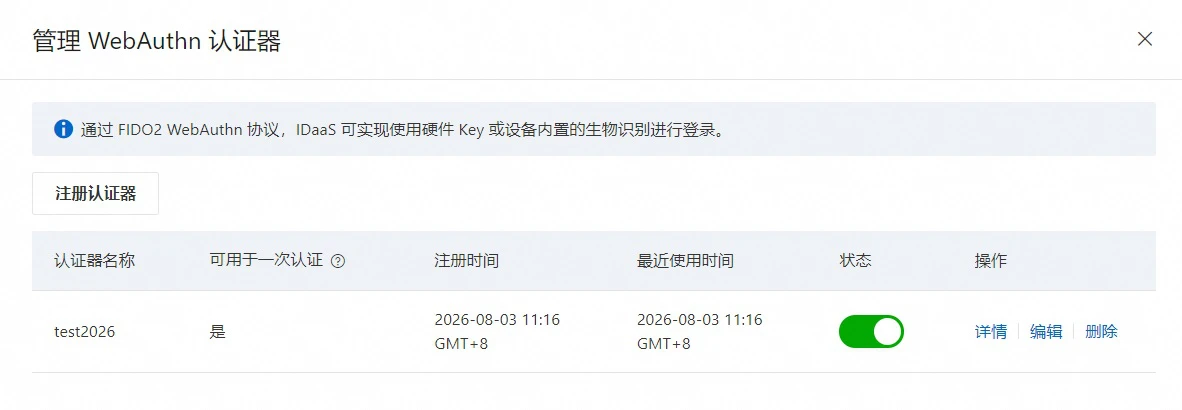 管理 WebAuthn 认证器
通过 FIDO2 WebAuthn 协议，IDaaS 可实现使用硬件 Key 或设备内置的生物识别进行登录。
注册认证器
认证器名称 可用于一次认证 注册时间 最近使用时间 状态 操作
test2026 是 2026-08-03 11:16 GMT+8 2026-08-03 11:16 GMT+8 详情 编辑 删除